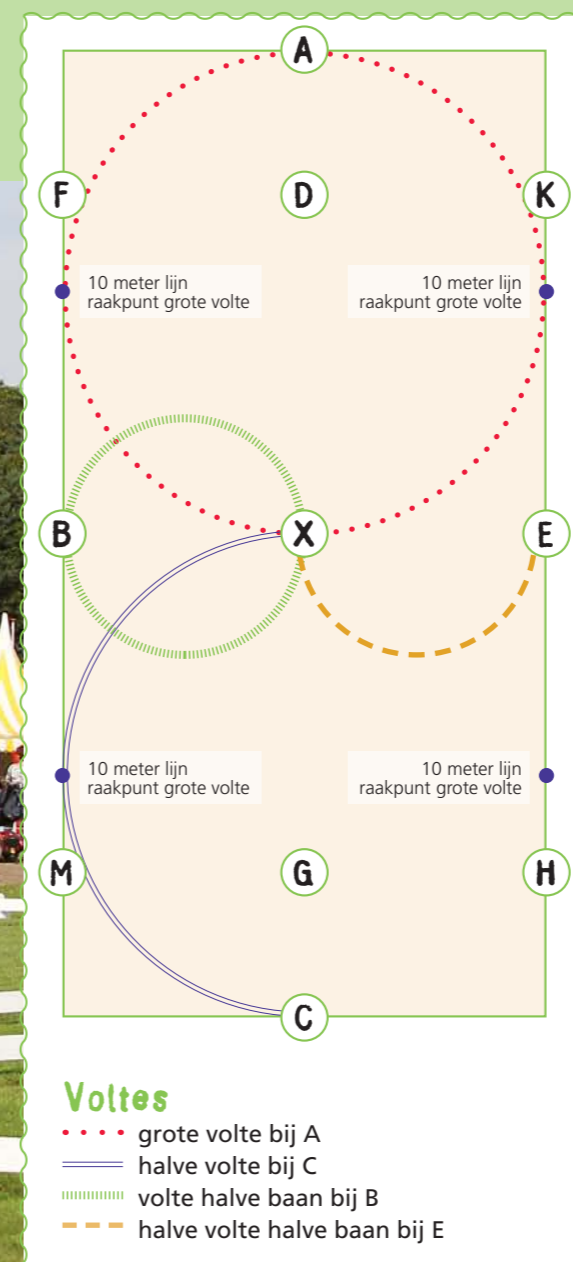 A
F
D
K
10 meter lijn
raakpunt grote volte
10 meter lijn
raakpunt grote volte
B
X
E
10 meter lijn
raakpunt grote volte
10 meter lijn
raakpunt grote volte
M
G
H
C
Voltes
grote volte bij A
halve volte bij C
volte halve baan bij B
halve volte halve baan bij E